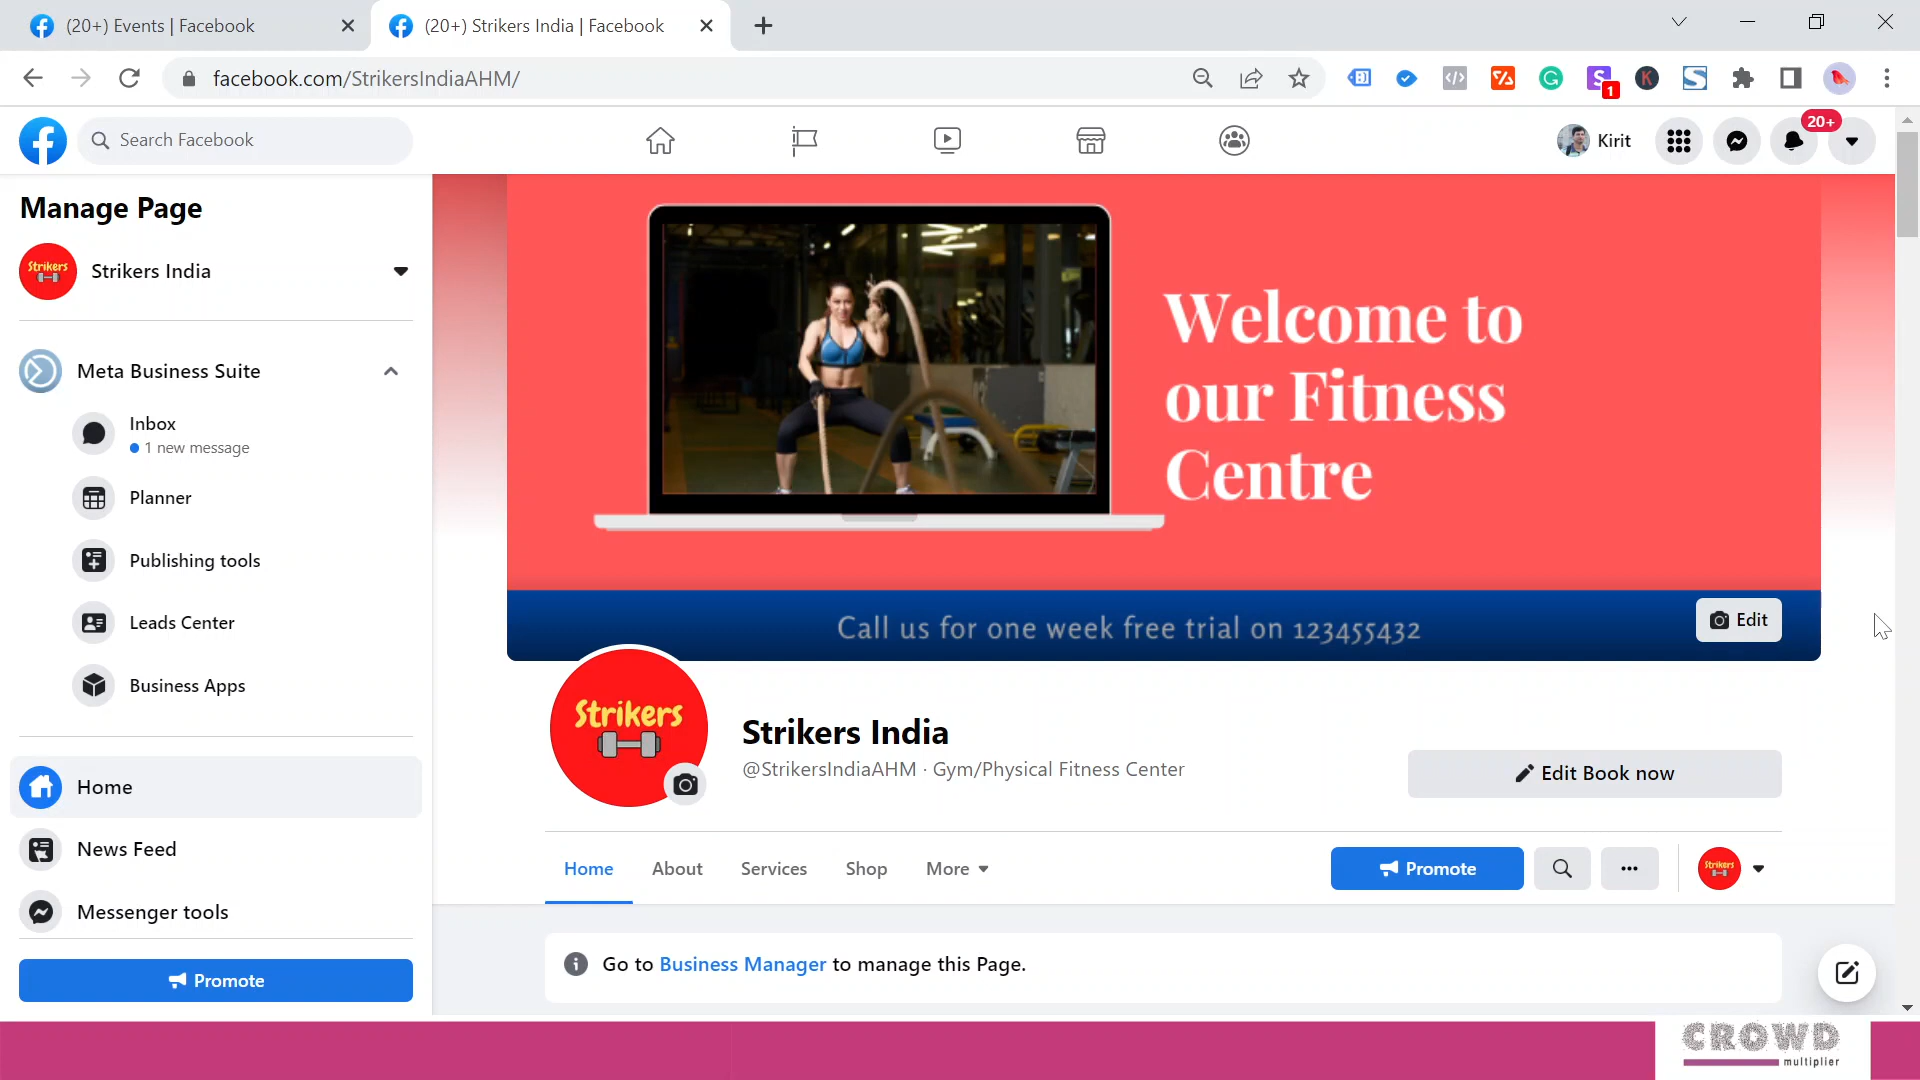 (20+) Events | Facebook
(20+) Strikers India | Facebook
facebook.com/StrikersIndiaAHM/
1
Search Facebook
Kirit
20+
Manage Page
Strikers
Strikers India
Meta Business Suite
Inbox
1 new message
Planner
Publishing tools
Leads Center
Business Apps
Home
News Feed
Messenger tools
Promote
Welcome to
our Fitness
Centre
Call us for one week free trial on 123455432
Edit
Strikers
Strikers India
@StrikersIndiaAHM · Gym/Physical Fitness Center
Edit Book now
Home
About
Services
Shop
More
Promote
Strikers
Go to Business Manager to manage this Page.
CROWD
multiplier